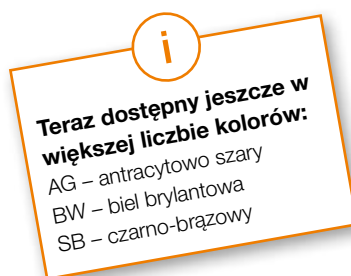 i
Teraz dostępny jeszcze w
większej liczbie kolorów:
AG – antracytowo szary
BW – biel brylantowa
SB – czarno-brązowy